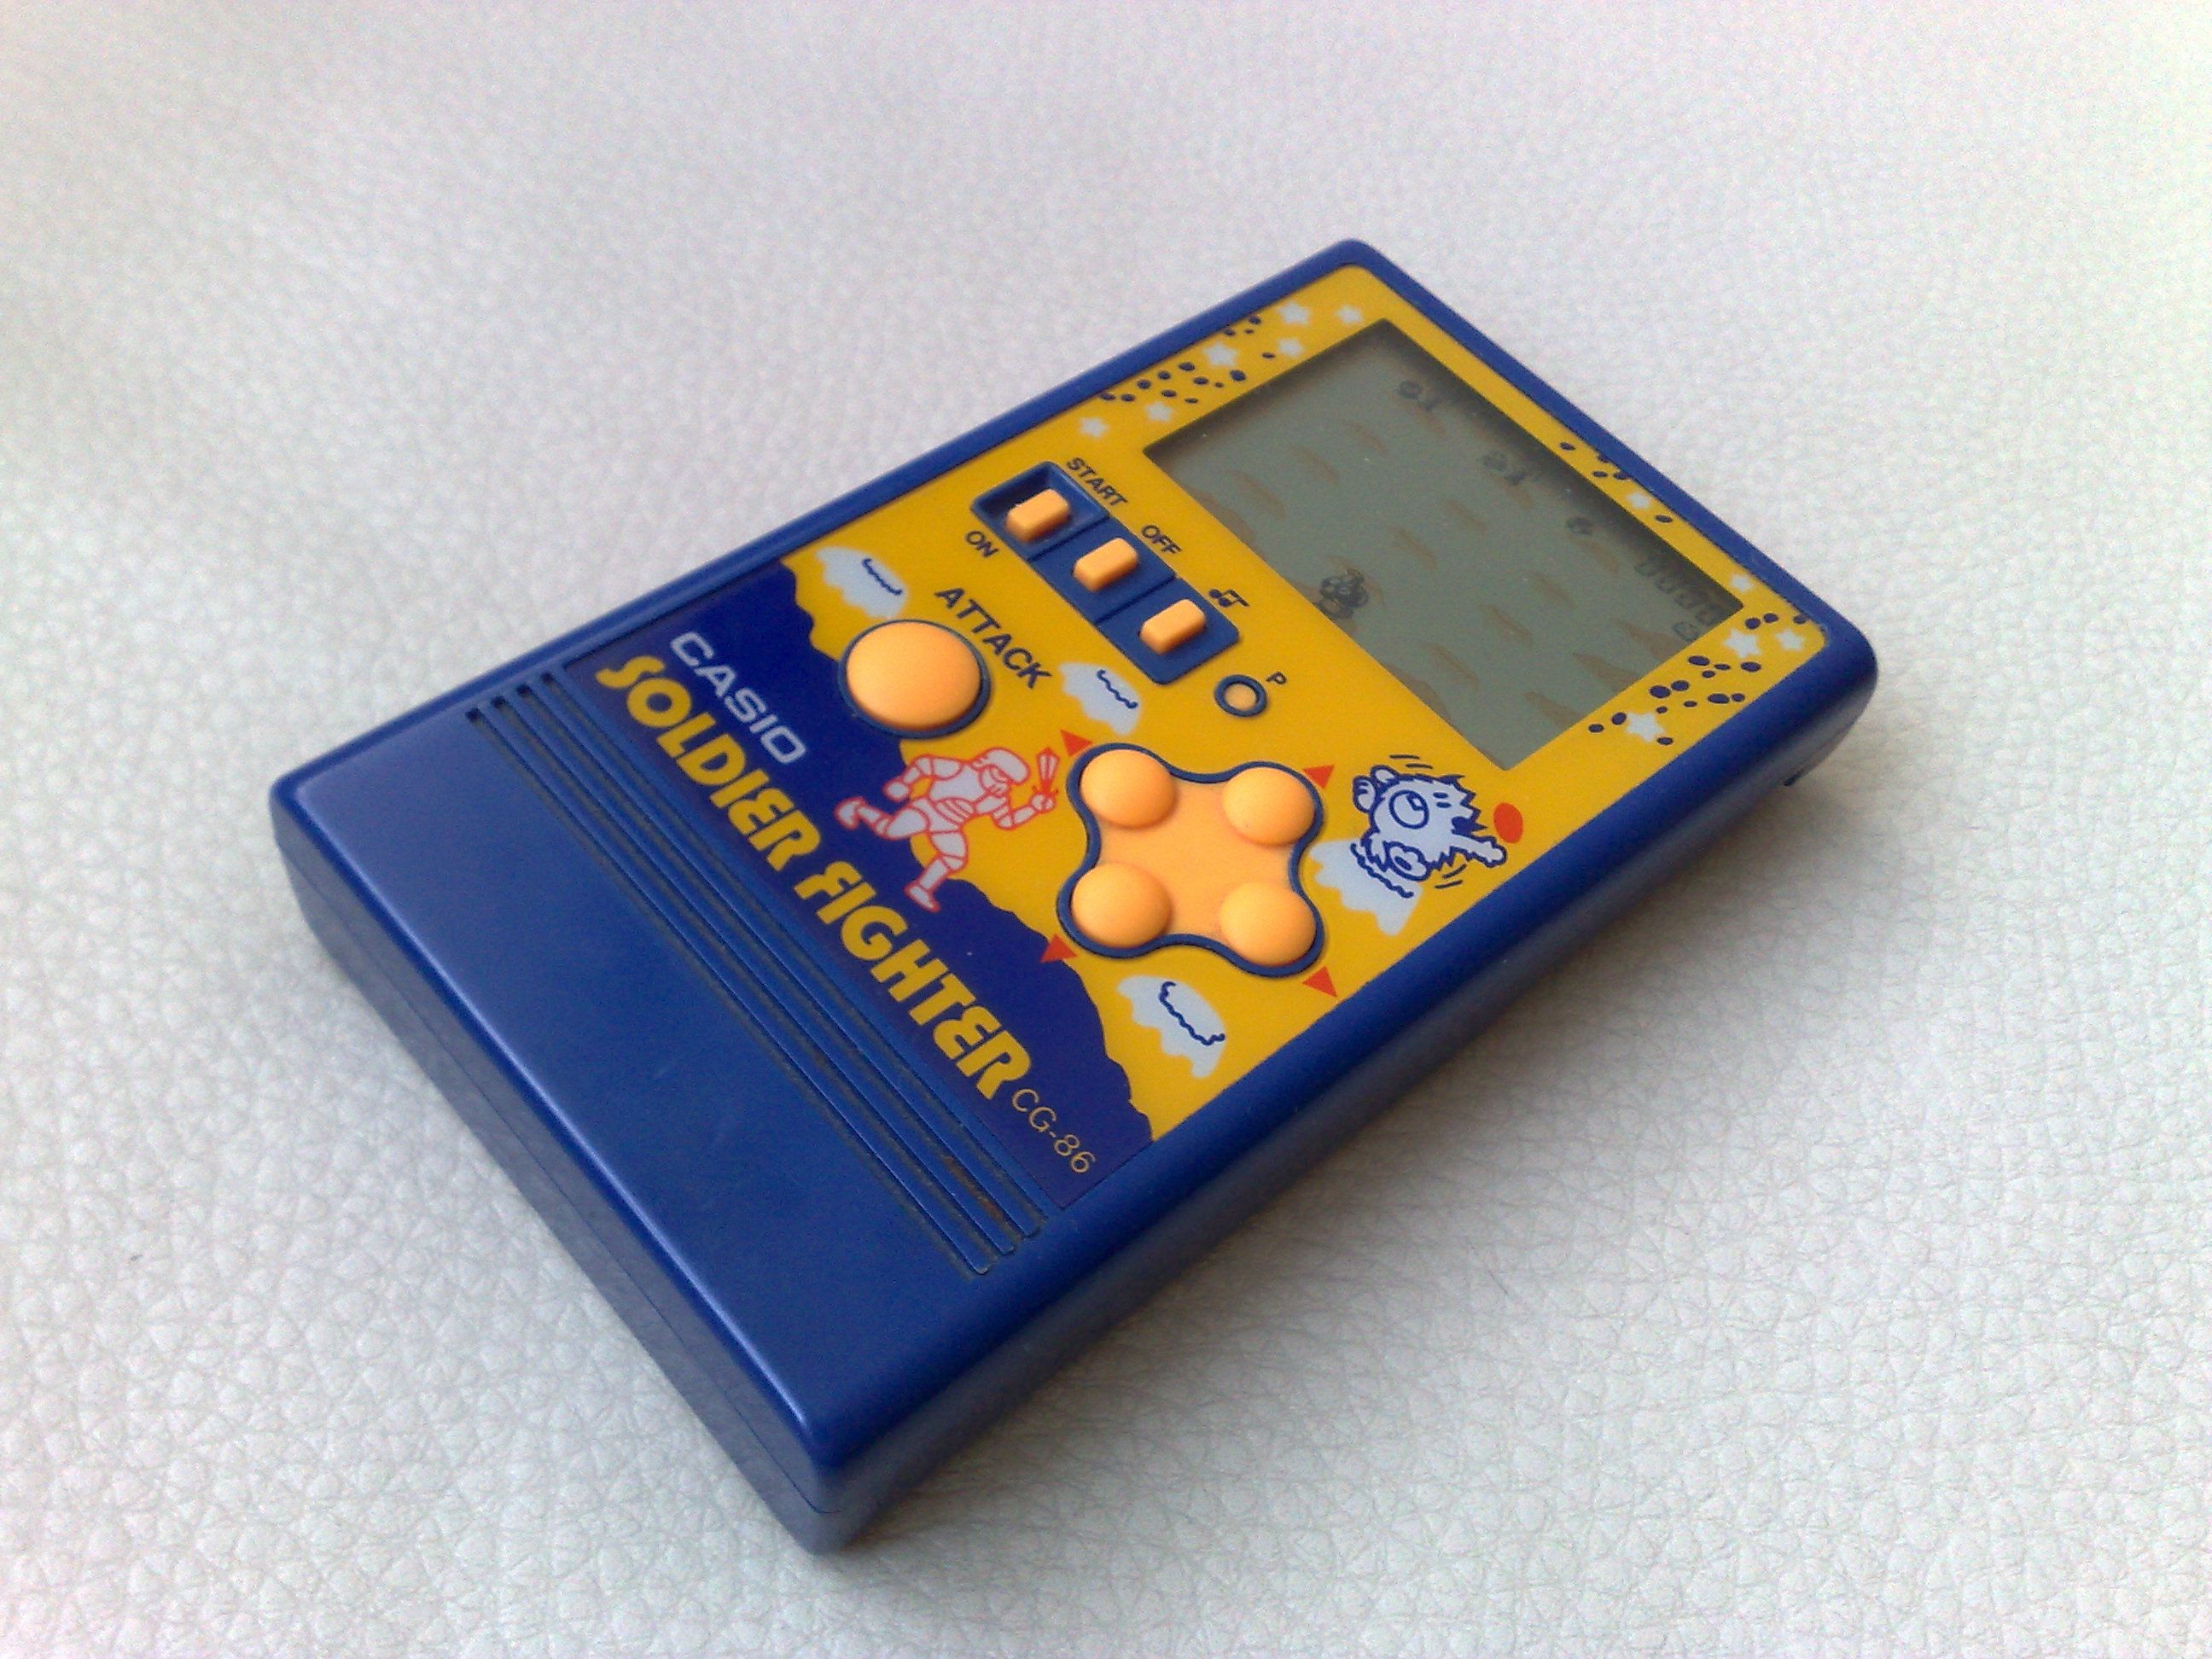 START
ON
OFF
P
ATTACK
CASIO
SOLDIER FIGHTER
CG-86